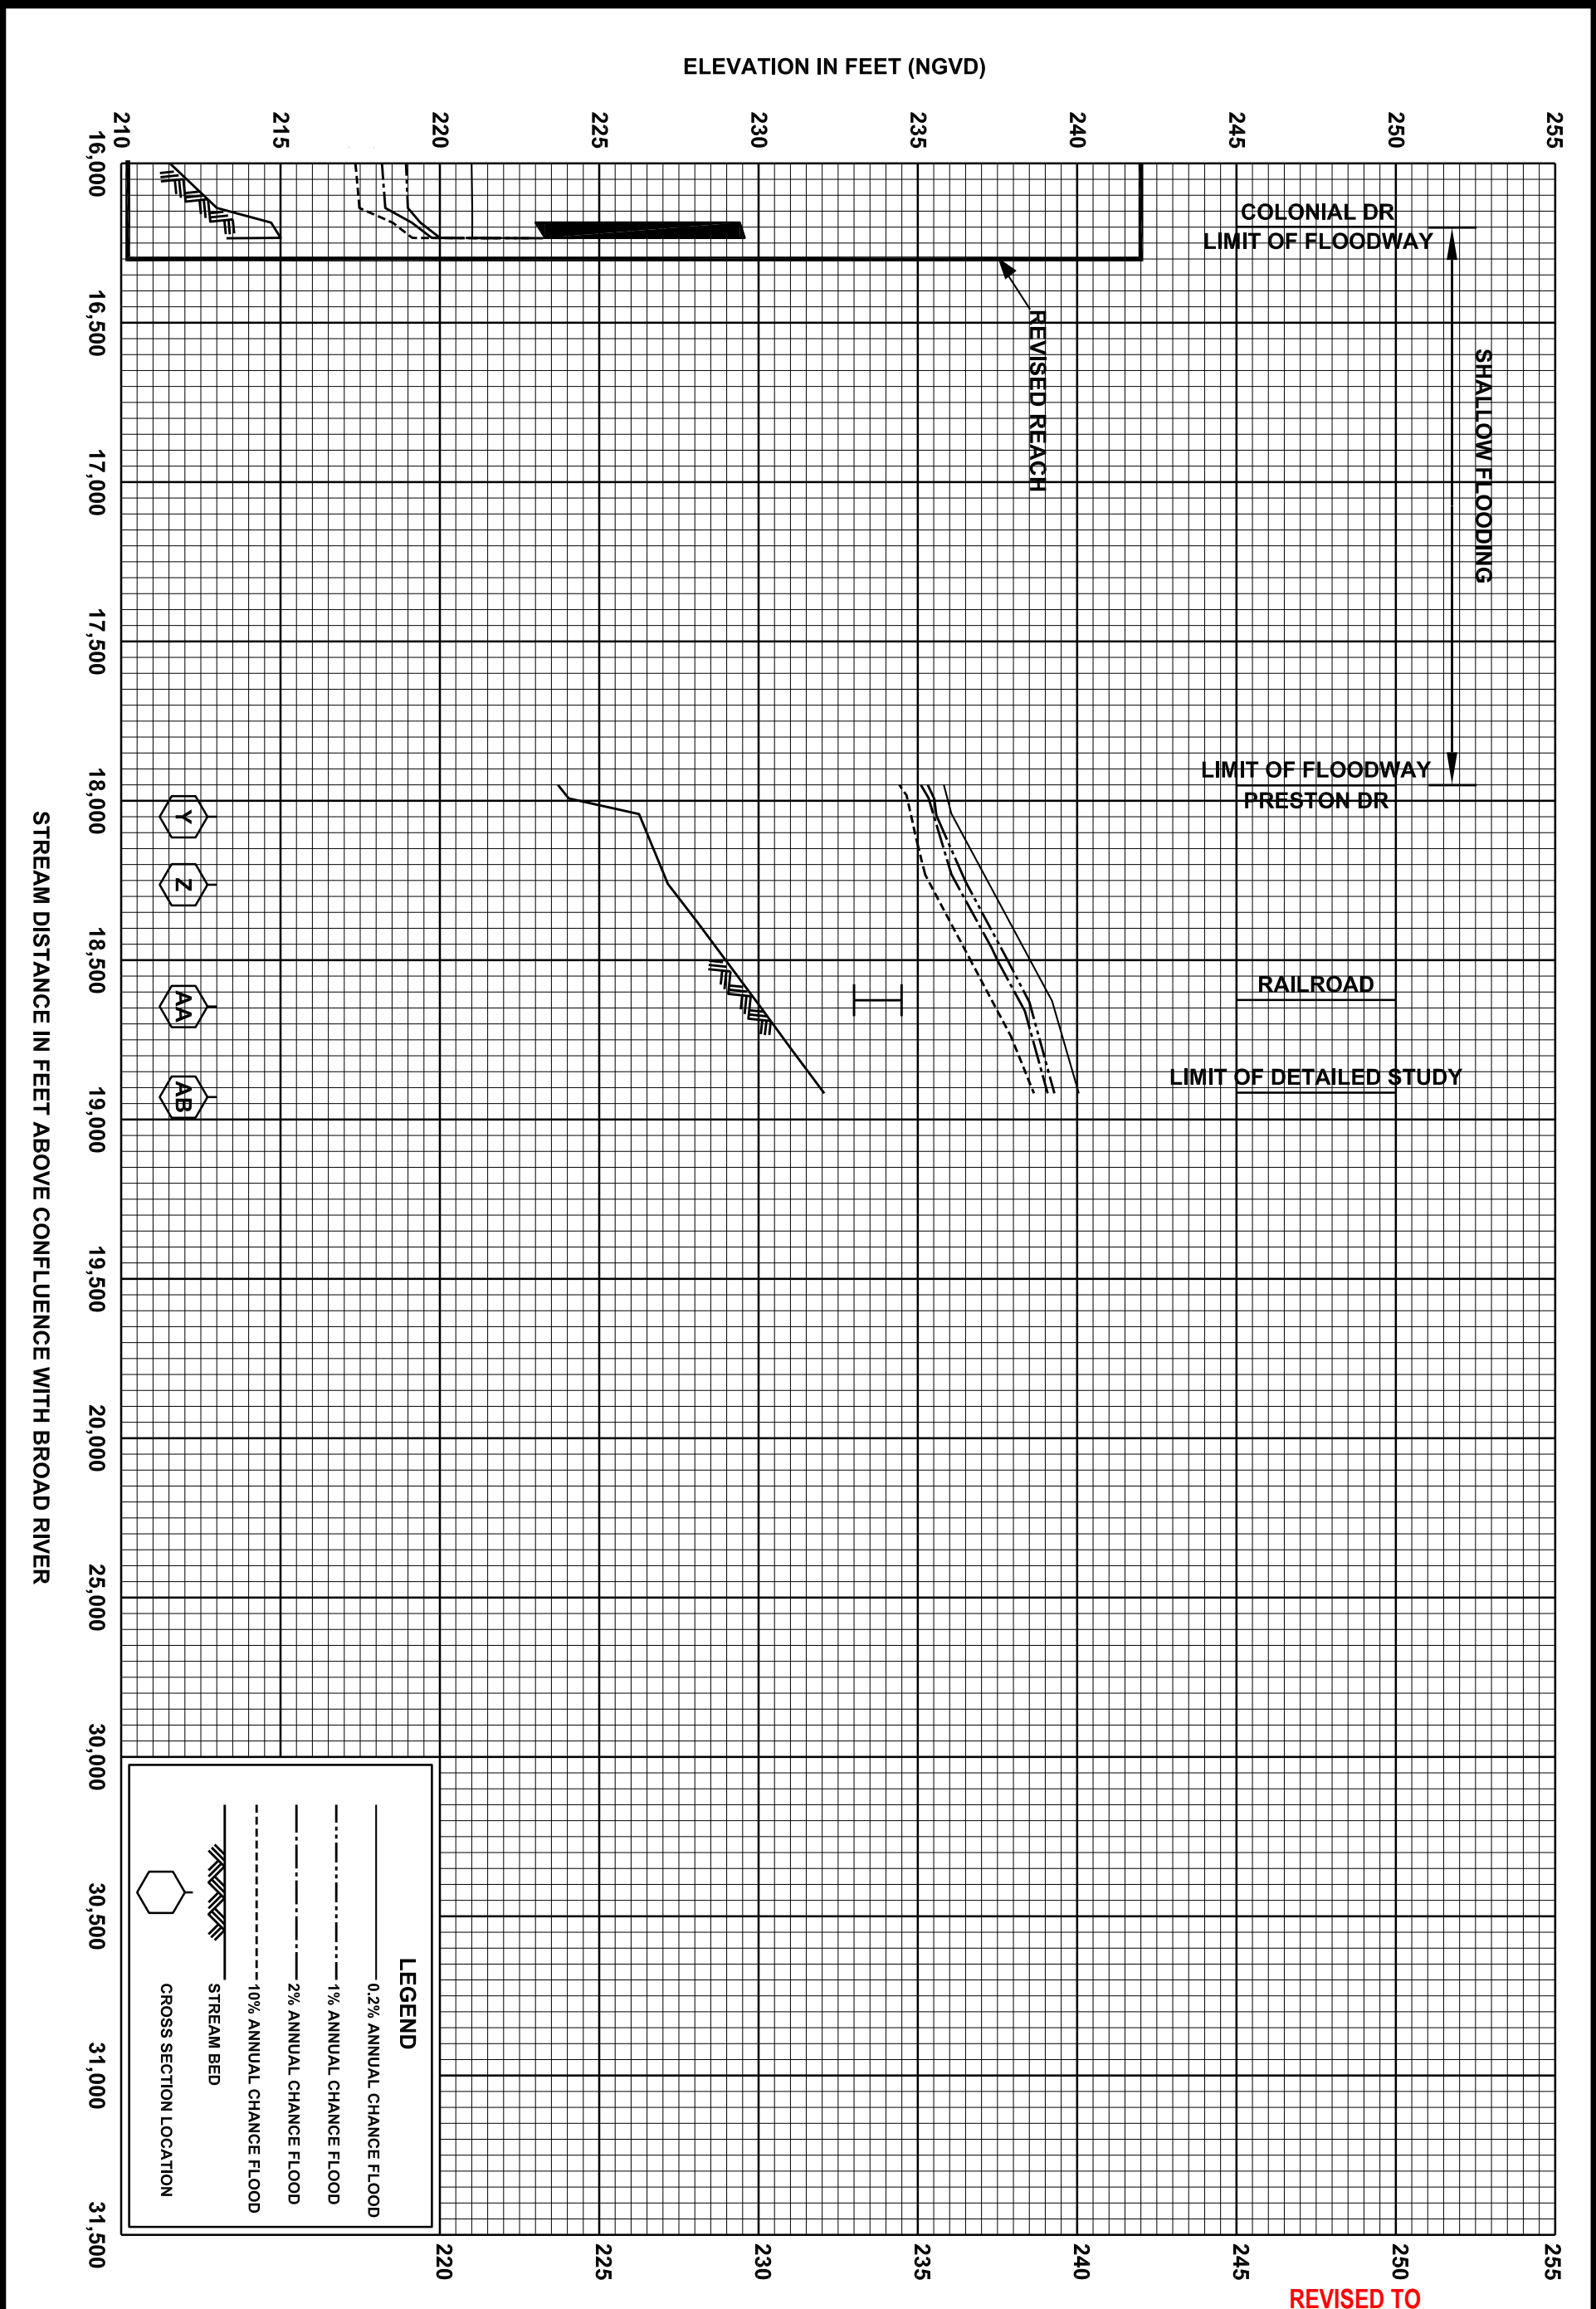 ELEVATION IN FEET (NGVD)
255
250
245
240
235
230
225
220
215
210
16,000
16,500
17,000
17,500
18,000
18,500
19,000
19,500
20,000
25,000
30,000
30,500
31,000
31,500
STREAM DISTANCE IN FEET ABOVE CONFLUENCE WITH BROAD RIVER
255
250
245
240
235
230
225
220
SHALLOW FLOODING
COLONIAL DR
LIMIT OF FLOODWAY
LIMIT OF FLOODWAY
PRESTON DR
RAILROAD
LIMIT OF DETAILED STUDY
REVISED REACH
Y
Z
AA
AB
LEGEND
0.2% ANNUAL CHANCE FLOOD
1% ANNUAL CHANCE FLOOD
2% ANNUAL CHANCE FLOOD
10% ANNUAL CHANCE FLOOD
STREAM BED
CROSS SECTION LOCATION
REVISED TO